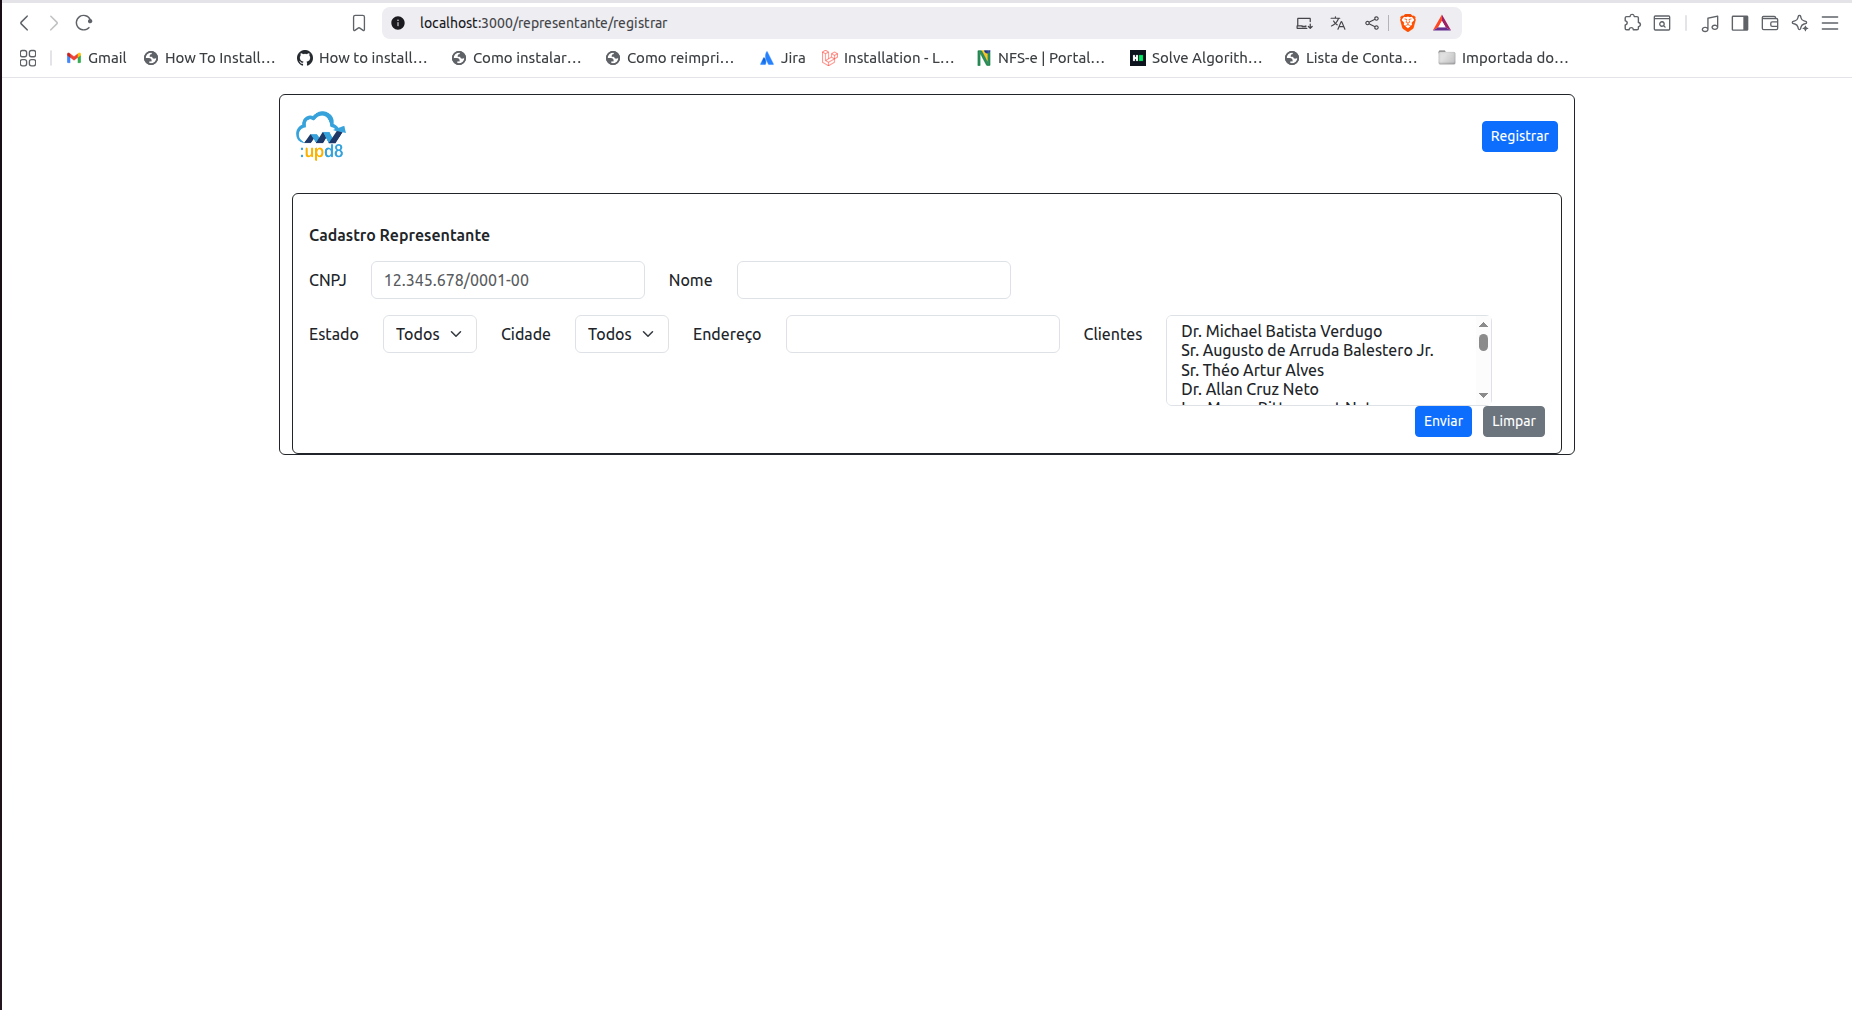 localhost:3000/representante/registrar
Gmail How To Install... How to install... Como instalar... Como reimpri... Jira Installation - L... NFS-e | Portal... Solve Algorith... Lista de Conta... Importada do...
:upd8
Registrar
Cadastro Representante
CNPJ 12.345.678/0001-00 Nome
Estado Todos Cidade Todos Endereço Clientes
Dr. Michael Batista Verdugo
Sr. Augusto de Arruda Balestero Jr.
Sr. Théo Artur Alves
Dr. Allan Cruz Neto
Enviar Limpar